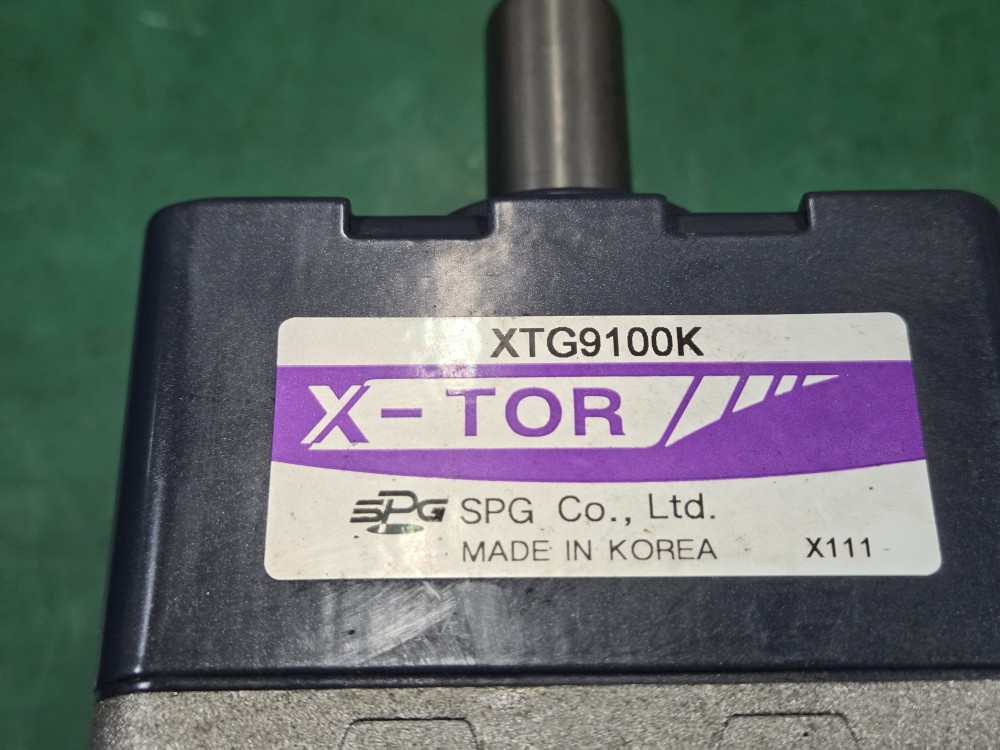 XTG9100K
X-TOR
SPG SPG Co., Ltd.
MADE IN KOREA X111